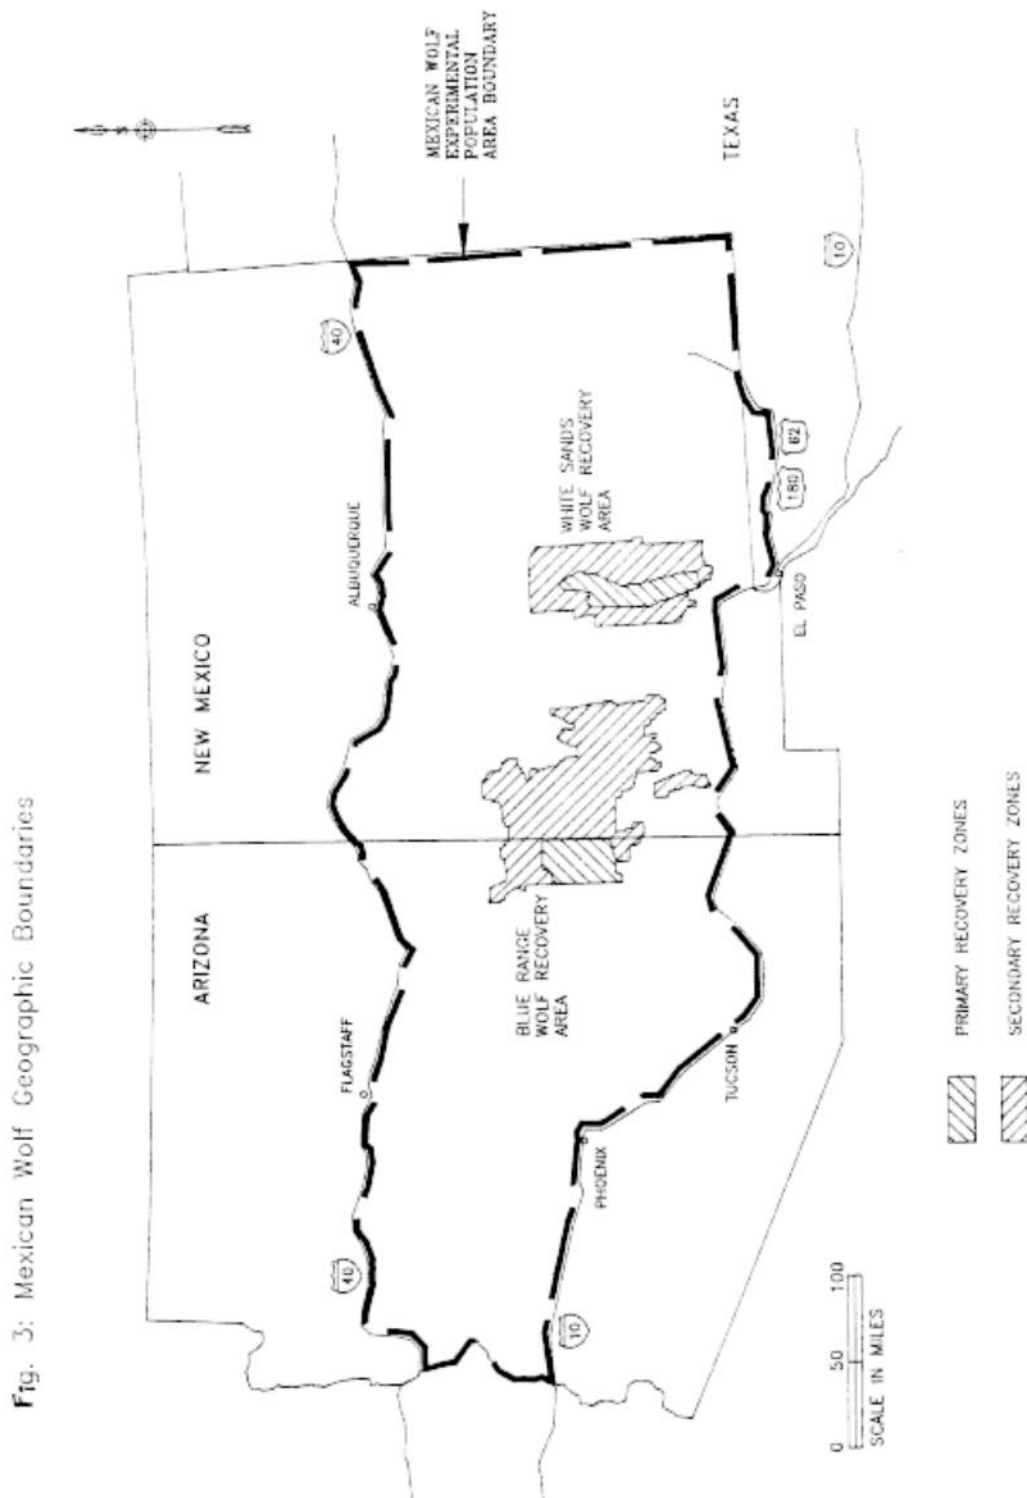 Fig. 3: Mexican Wolf Geographic Boundaries
MEXICAN WOLF
EXPERIMENTAL
POPULATION
AREA BOUNDARY
ARIZONA
NEW MEXICO
TEXAS
FLAGSTAFF
ALBUQUERQUE
40
40
BLUE RANGE
WOLF RECOVERY
AREA
WHITE SANDS
WOLF RECOVERY
AREA
PHOENIX
TUCSON
EL PASO
10
180
62
10
0 50 100
SCALE IN MILES
PRIMARY RECOVERY ZONES
SECONDARY RECOVERY ZONES